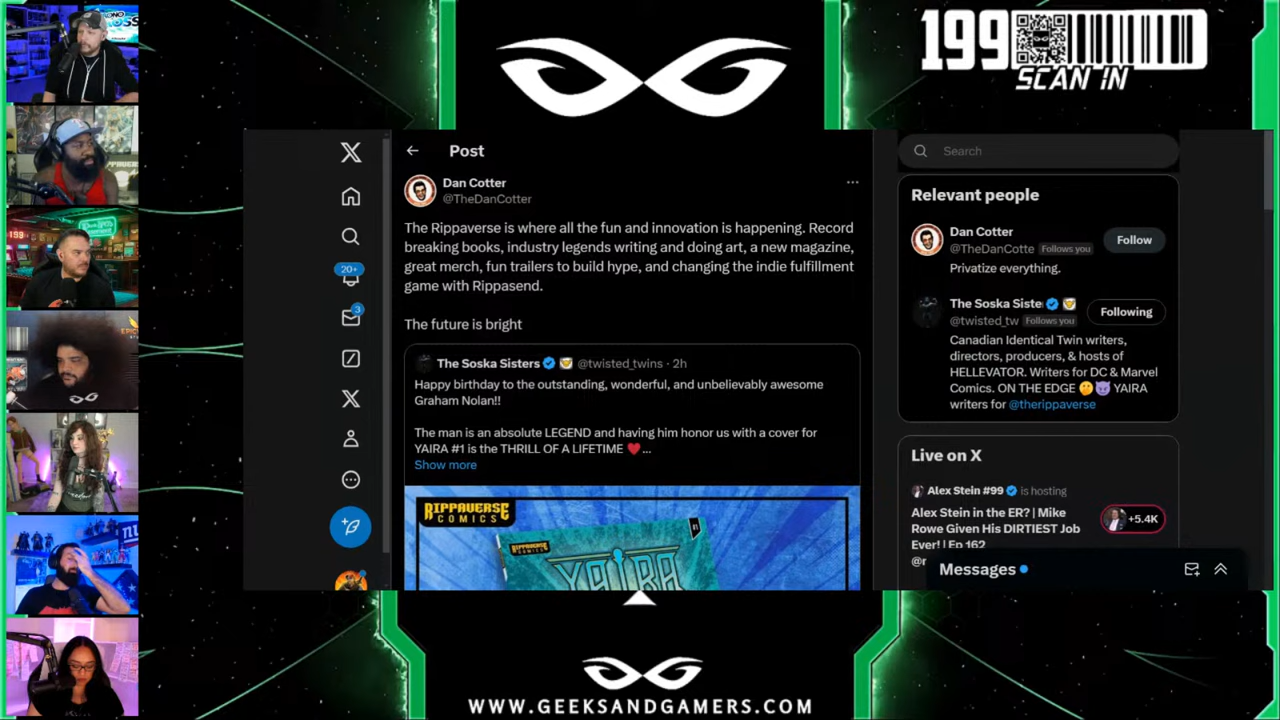 199
SCAN IN
Post
Dan Cotter
@TheDanCotter
The Rippaverse is where all the fun and innovation is happening. Record
breaking books, industry legends writing and doing art, a new magazine,
great merch, fun trailers to build hype, and changing the indie fulfillment
game with Rippasend.
The future is bright
The Soska Sisters @twisted_twins · 2h
Happy birthday to the outstanding, wonderful, and unbelievably awesome
Graham Nolan!!
The man is an absolute LEGEND and having him honor us with a cover for
YAIRA #1 is the THRILL OF A LIFETIME ❤️...
Show more
RIPPAVERSE
COMICS
RIPPAVERSE
COMICS
#1
YAIRA
20+
3
Search
Relevant people
Dan Cotter
@TheDanCotte Follows you
Follow
Privatize everything.
The Soska Siste
@twisted_tw Follows you
Following
Canadian Identical Twin writers,
directors, producers, & hosts of
HELLEVATOR. Writers for DC & Marvel
Comics. ON THE EDGE 🤫😈 YAIRA
writers for @therippaverse
Live on X
Alex Stein #99 is hosting
Alex Stein in the ER? | Mike
Rowe Given His DIRTIEST Job
Ever! | Ep 162
+5.4K
@r
Messages
WWW.GEEKSANDGAMERS.COM